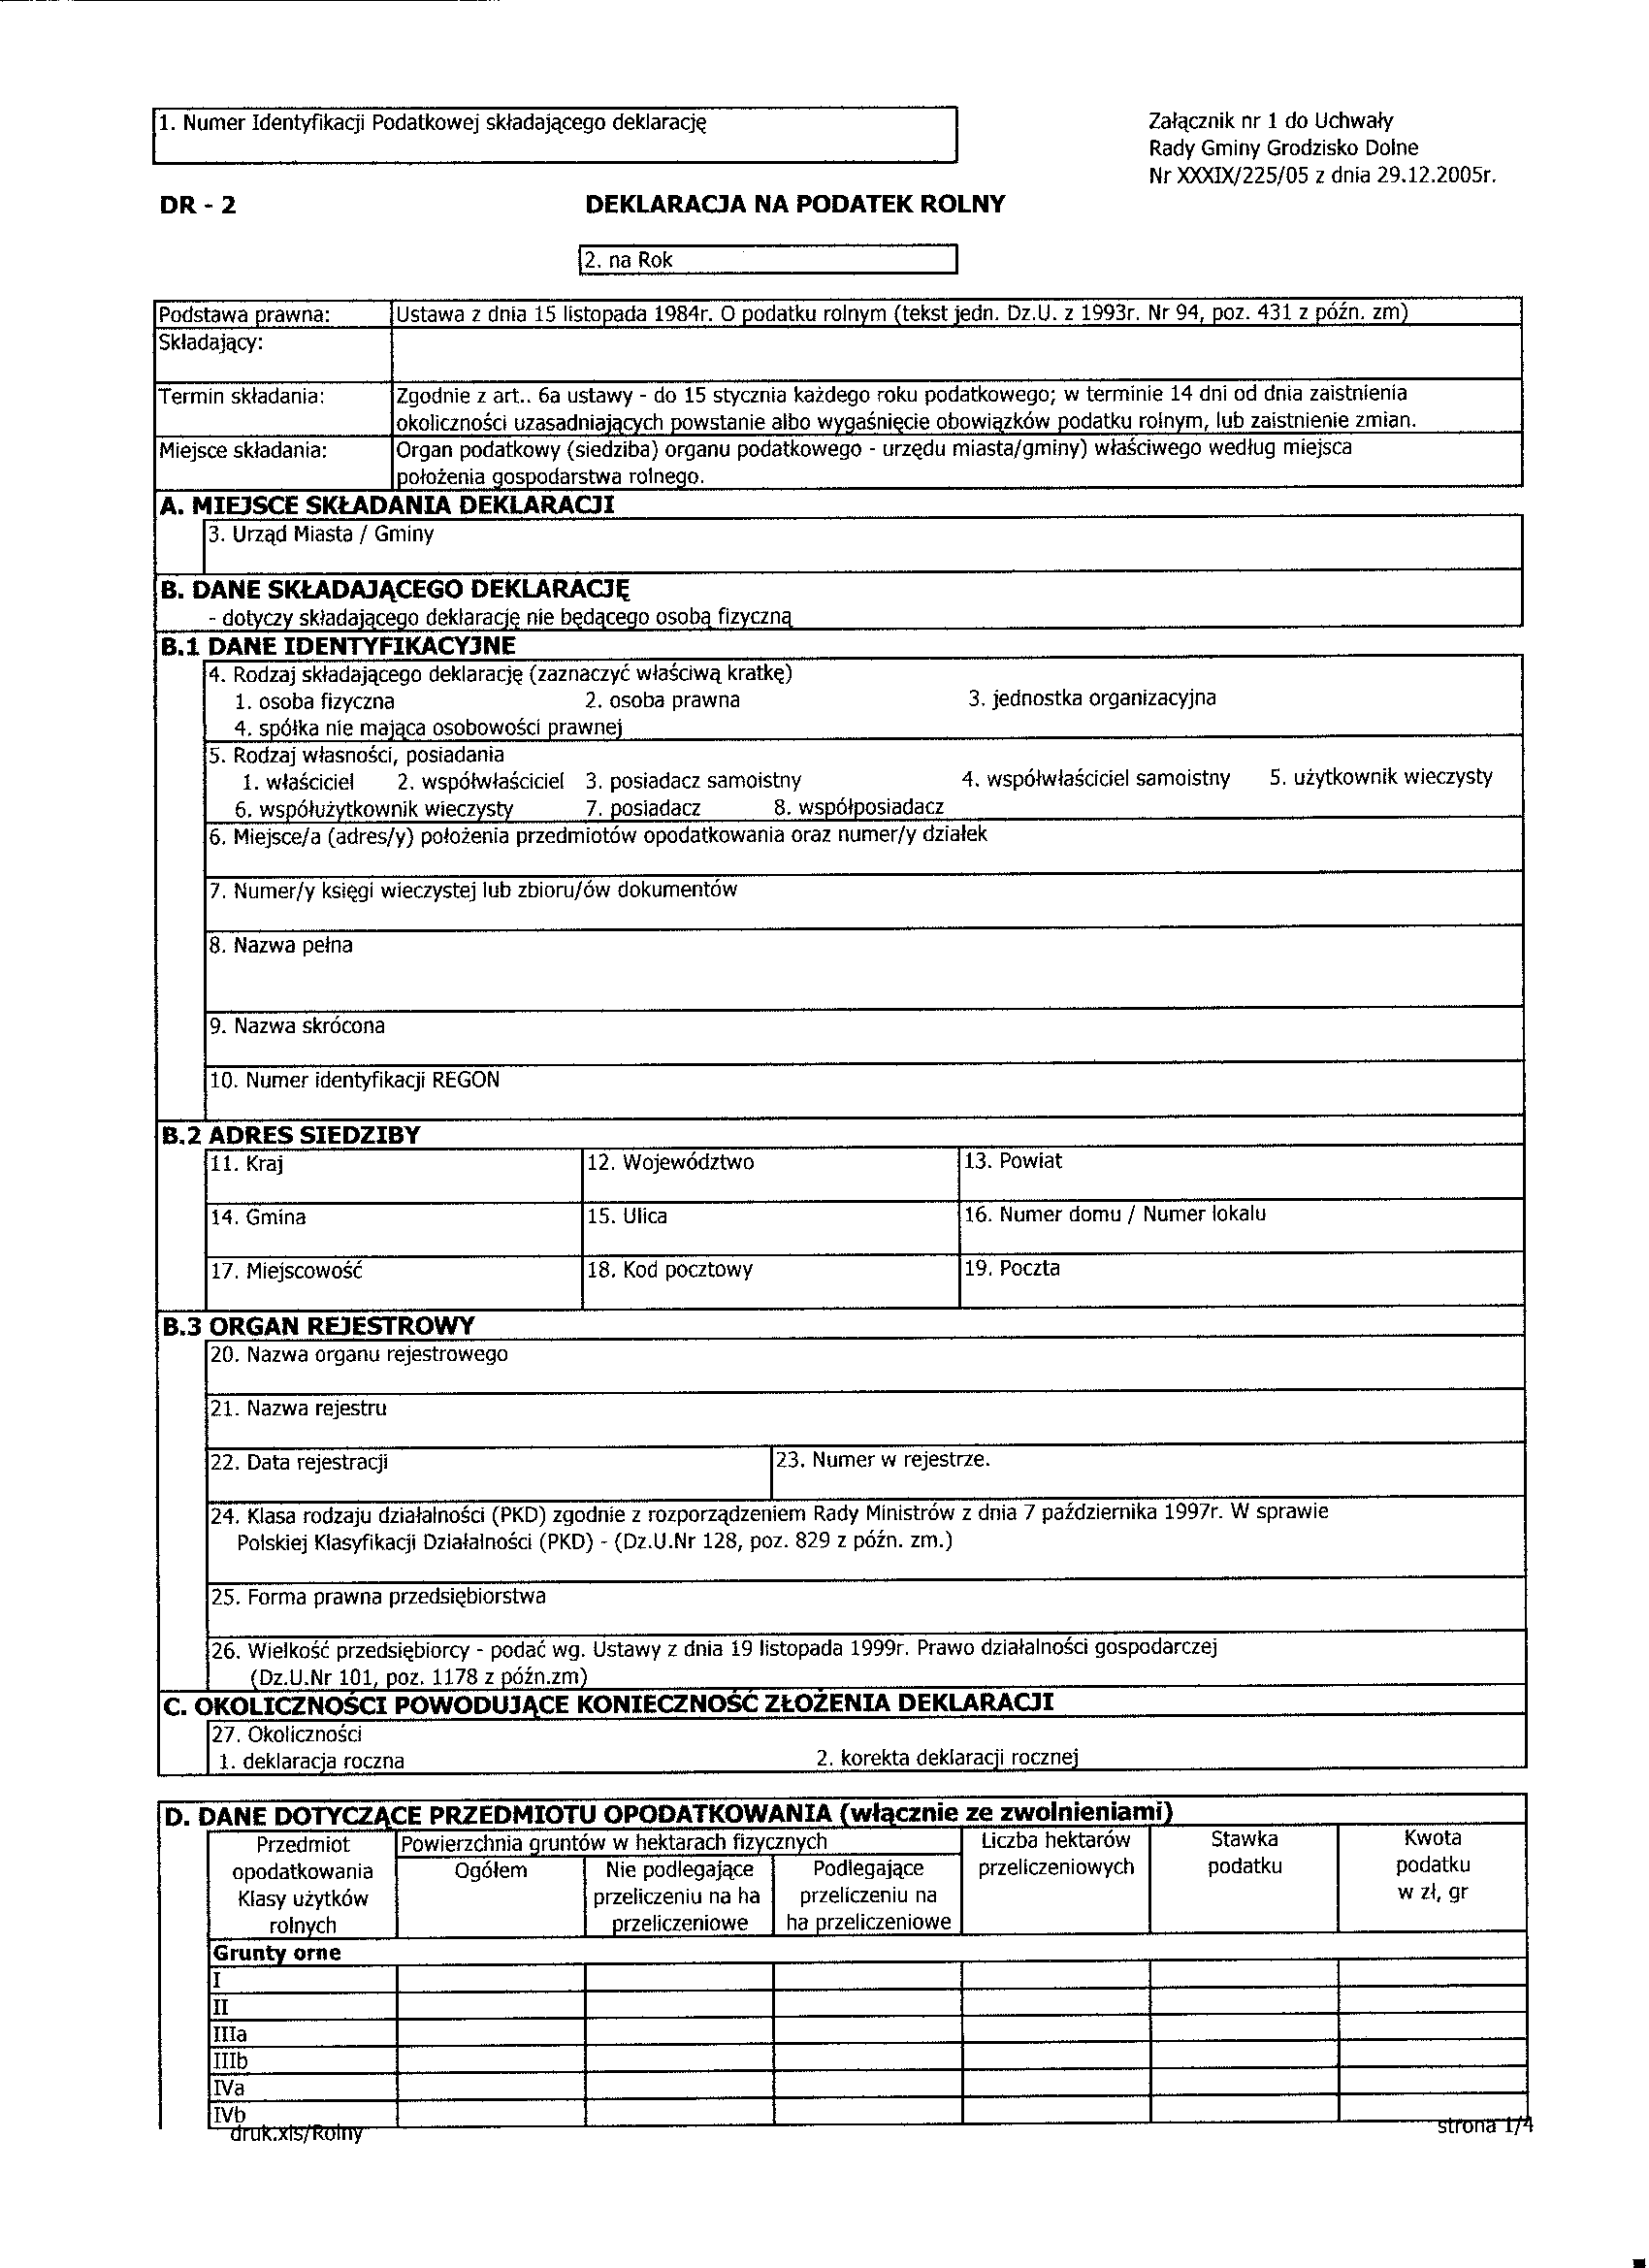 1. Numer Identyfikacji Podatkowej składającego deklarację
Załącznik nr 1 do Uchwały
Rady Gminy Grodzisko Dolne
Nr XXXIX/225/05 z dnia 29.12.2005r.
DR - 2
DEKLARACJA NA PODATEK ROLNY
2. na Rok
Podstawa prawna: Ustawa z dnia 15 listopada 1984r. O podatku rolnym (tekst jedn. Dz.U. z 1993r. Nr 94, poz. 431 z późn. zm)
Składający:
Termin składania: Zgodnie z art.. 6a ustawy - do 15 stycznia każdego roku podatkowego; w terminie 14 dni od dnia zaistnienia
okoliczności uzasadniających powstanie albo wygaśnięcie obowiązków podatku rolnym, lub zaistnienie zmian.
Miejsce składania: Organ podatkowy (siedziba) organu podatkowego - urzędu miasta/gminy) właściwego według miejsca
położenia gospodarstwa rolnego.
A. MIEJSCE SKŁADANIA DEKLARACJI
3. Urząd Miasta / Gminy
B. DANE SKŁADAJĄCEGO DEKLARACJĘ
- dotyczy składającego deklarację nie będącego osobą fizyczną
B.1 DANE IDENTYFIKACYJNE
4. Rodzaj składającego deklarację (zaznaczyć właściwą kratkę)
1. osoba fizyczna 2. osoba prawna 3. jednostka organizacyjna
4. spółka nie mająca osobowości prawnej
5. Rodzaj własności, posiadania
1. właściciel 2. współwłaściciel 3. posiadacz samoistny 4. współwłaściciel samoistny 5. użytkownik wieczysty
6. współużytkownik wieczysty 7. posiadacz 8. współposiadacz
6. Miejsce/a (adres/y) położenia przedmiotów opodatkowania oraz numer/y działek
7. Numer/y księgi wieczystej lub zbioru/ów dokumentów
8. Nazwa pełna
9. Nazwa skrócona
10. Numer identyfikacji REGON
B.2 ADRES SIEDZIBY
11. Kraj 12. Województwo 13. Powiat
14. Gmina 15. Ulica 16. Numer domu / Numer lokalu
17. Miejscowość 18. Kod pocztowy 19. Poczta
B.3 ORGAN REJESTROWY
20. Nazwa organu rejestrowego
21. Nazwa rejestru
22. Data rejestracji 23. Numer w rejestrze.
24. Klasa rodzaju działalności (PKD) zgodnie z rozporządzeniem Rady Ministrów z dnia 7 października 1997r. W sprawie
Polskiej Klasyfikacji Działalności (PKD) - (Dz.U.Nr 128, poz. 829 z późn. zm.)
25. Forma prawna przedsiębiorstwa
26. Wielkość przedsiębiorcy - podać wg. Ustawy z dnia 19 listopada 1999r. Prawo działalności gospodarczej
(Dz.U.Nr 101, poz. 1178 z późn.zm)
C. OKOLICZNOŚCI POWODUJĄCE KONIECZNOŚĆ ZŁOŻENIA DEKLARACJI
27. Okoliczności
1. deklaracja roczna 2. korekta deklaracji rocznej
D. DANE DOTYCZĄCE PRZEDMIOTU OPODATKOWANIA (włącznie ze zwolnieniami)
Przedmiot Powierzchnia gruntów w hektarach fizycznych Liczba hektarów Stawka Kwota
opodatkowania Ogółem Nie podlegające Podlegające przeliczeniowych podatku podatku
Klasy użytków przeliczeniu na ha przeliczeniu na w zł, gr
rolnych przeliczeniowe ha przeliczeniowe
Grunty orne
I
II
IIIa
IIIb
IVa
IVb
druk.xls/Rolny strona 1/4